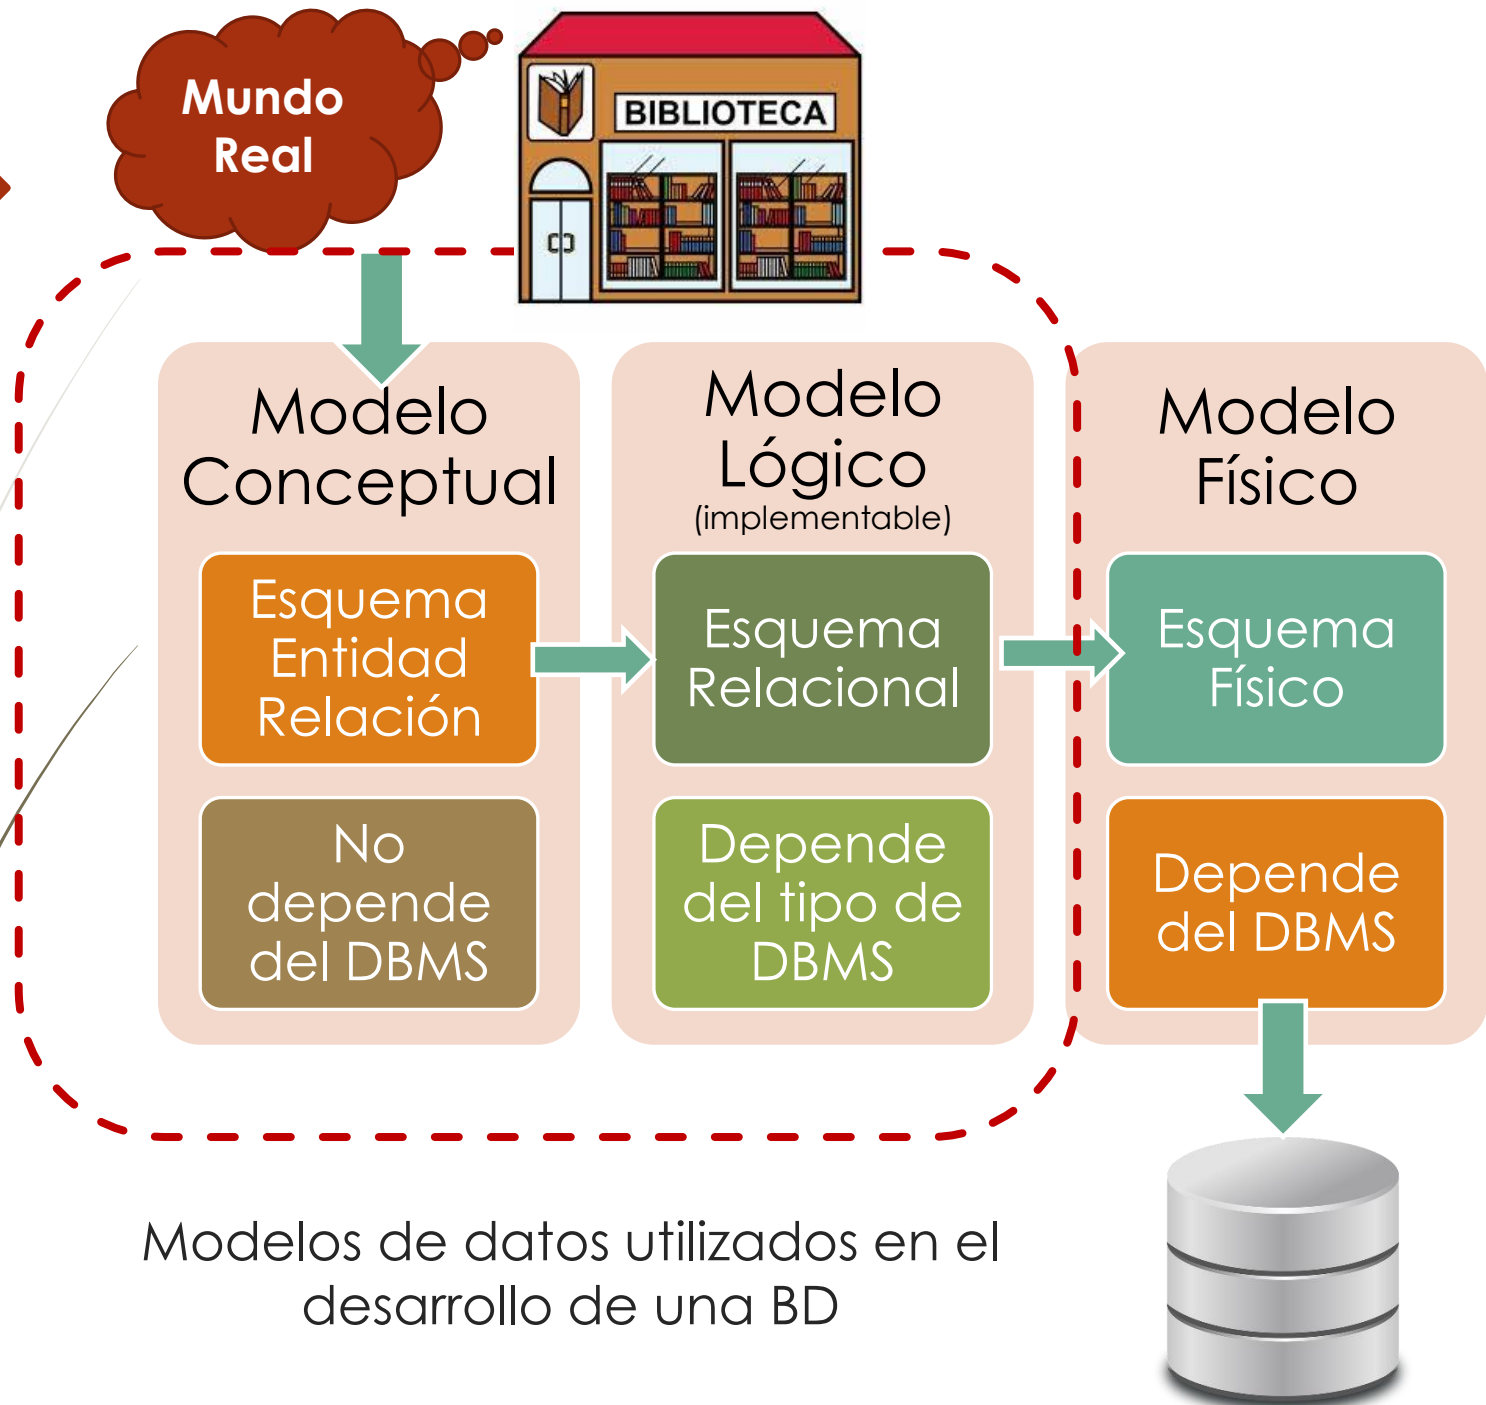 Mundo
Real
BIBLIOTECA
Modelo
Conceptual
Esquema
Entidad
Relación
No
depende
del DBMS
Modelo
Lógico
(implementable)
Esquema
Relacional
Depende
del tipo de
DBMS
Modelo
Físico
Esquema
Físico
Depende
del DBMS
Modelos de datos utilizados en el
desarrollo de una BD